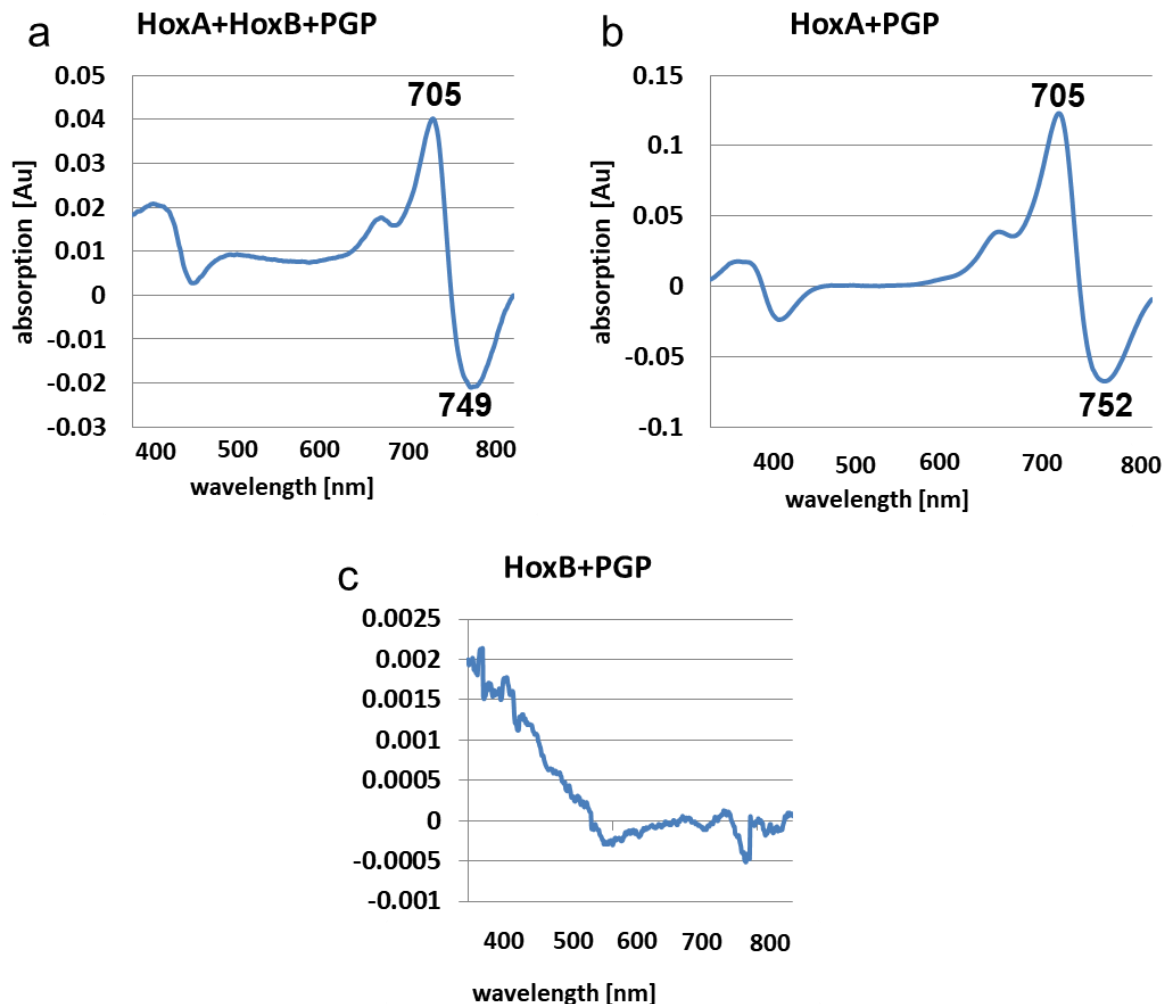 a
HoxA+HoxB+PGP
0.05
0.04
0.03
0.02
0.01
0
-0.01
-0.02
-0.03
absorption [Au]
705
749
400 500 600 700 800
wavelength [nm]
b
HoxA+PGP
0.15
0.1
0.05
0
-0.05
-0.1
absorption [Au]
705
752
400 500 600 700 800
wavelength [nm]
c
HoxB+PGP
0.0025
0.002
0.0015
0.001
0.0005
0
-0.0005
-0.001
400 500 600 700 800
wavelength [nm]